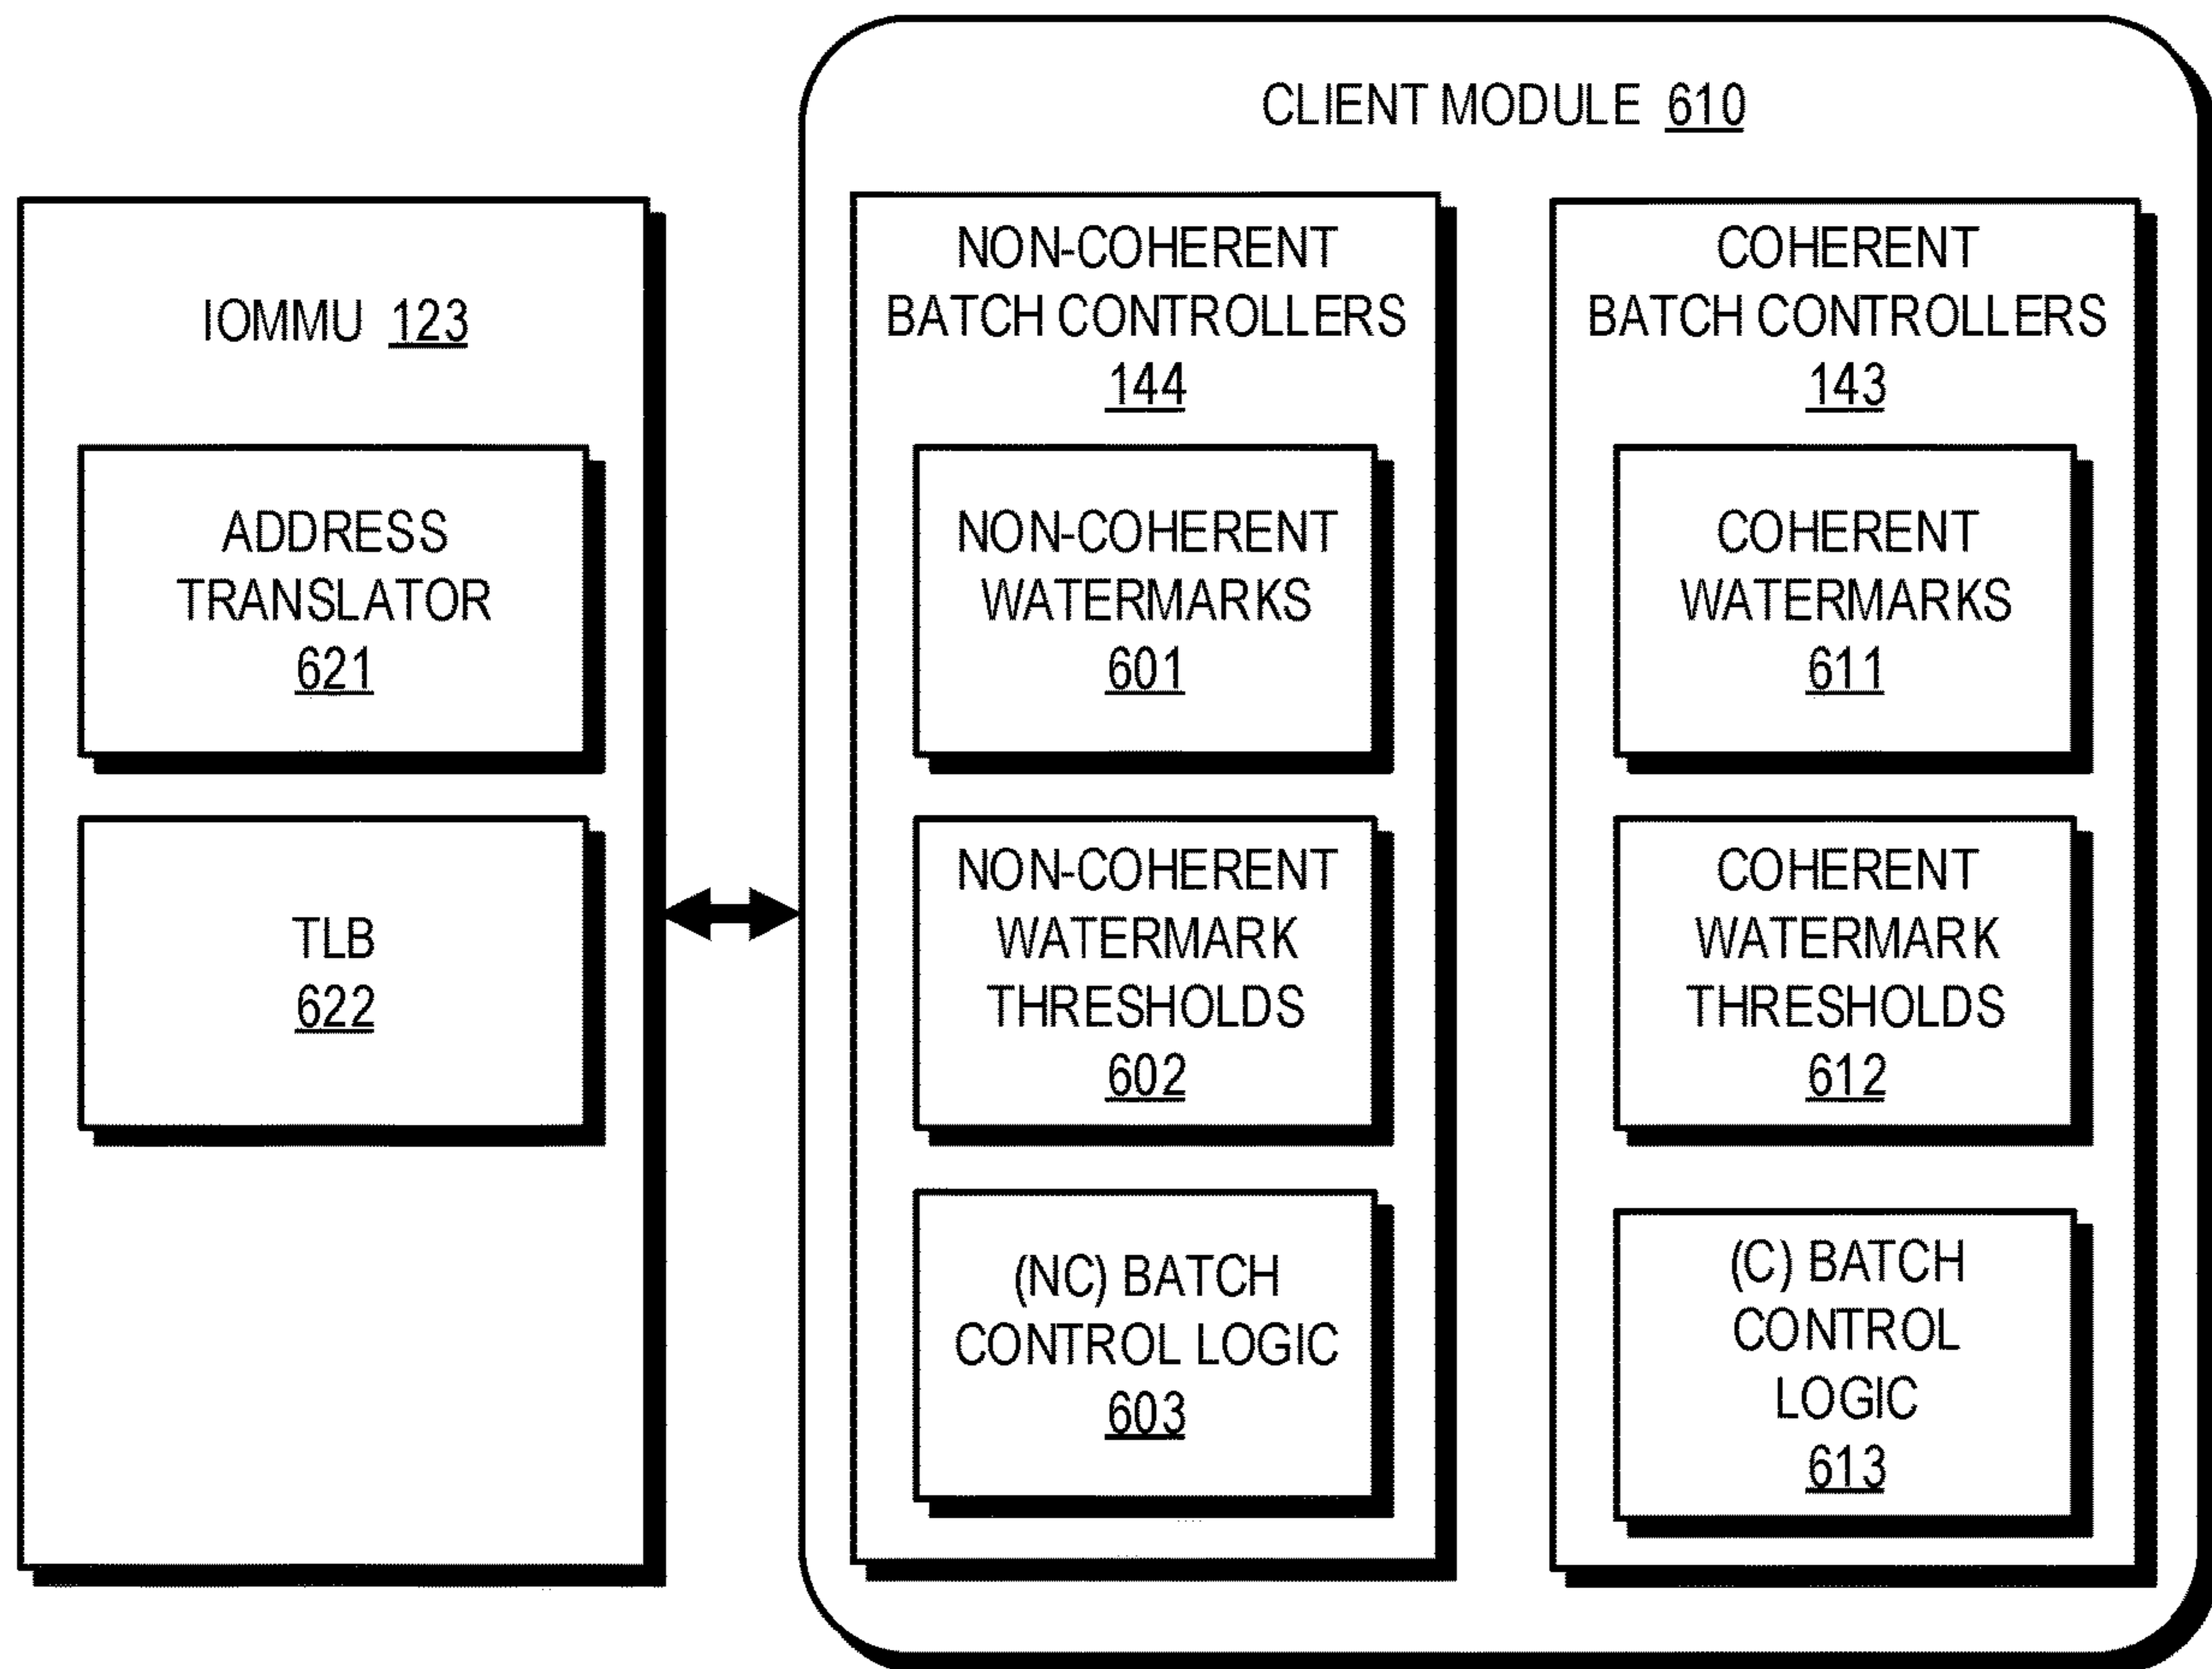 CLIENT MODULE 610
IOMMU 123
ADDRESS
TRANSLATOR
621
TLB
622
NON-COHERENT
BATCH CONTROLLERS
144
NON-COHERENT
WATERMARKS
601
NON-COHERENT
WATERMARK
THRESHOLDS
602
(NC) BATCH
CONTROL LOGIC
603
COHERENT
BATCH CONTROLLERS
143
COHERENT
WATERMARKS
611
COHERENT
WATERMARK
THRESHOLDS
612
(C) BATCH
CONTROL
LOGIC
613